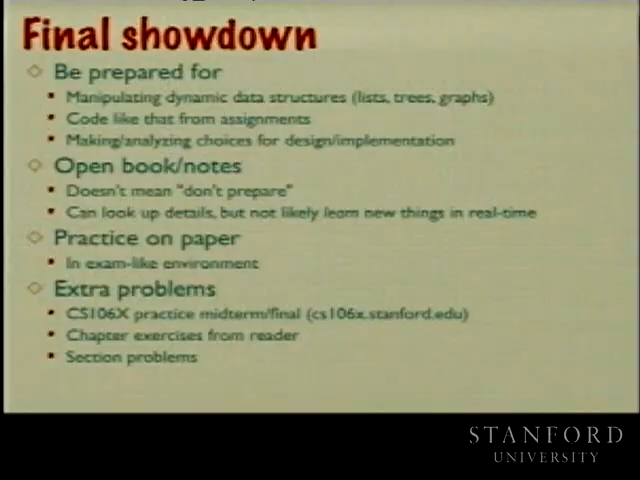 Final showdown
Be prepared for
Manipulating dynamic data structures (lists, trees, graphs)
Code like that from assignments
Making/analyzing choices for design/implementation
Open book/notes
Doesn't mean "don't prepare"
Can look up details, but not likely learn new things in real-time
Practice on paper
In exam-like environment
Extra problems
CS106X practice midterm/final (cs106x.stanford.edu)
Chapter exercises from reader
Section problems
STANFORD
UNIVERSITY